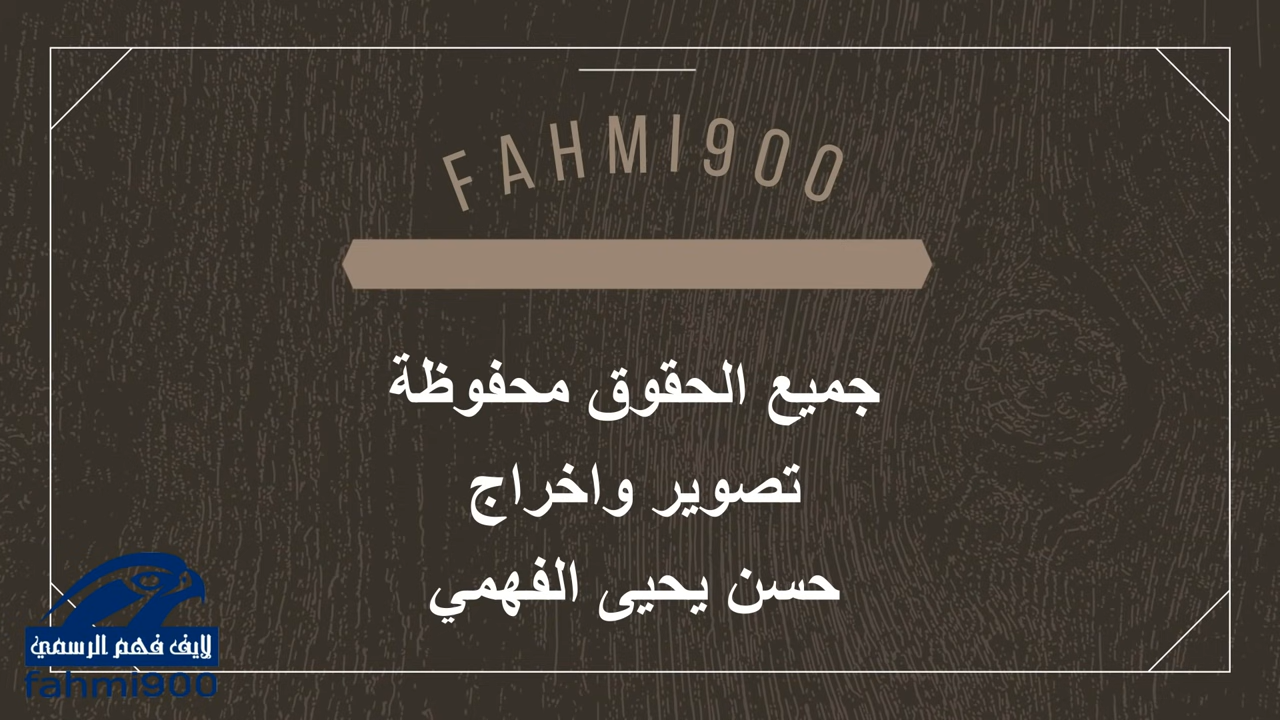 FAHMI900
جميع الحقوق محفوظة
تصوير واخراج
حسن يحيى الفهمي
لايف فهم الرسمي
fahmi900